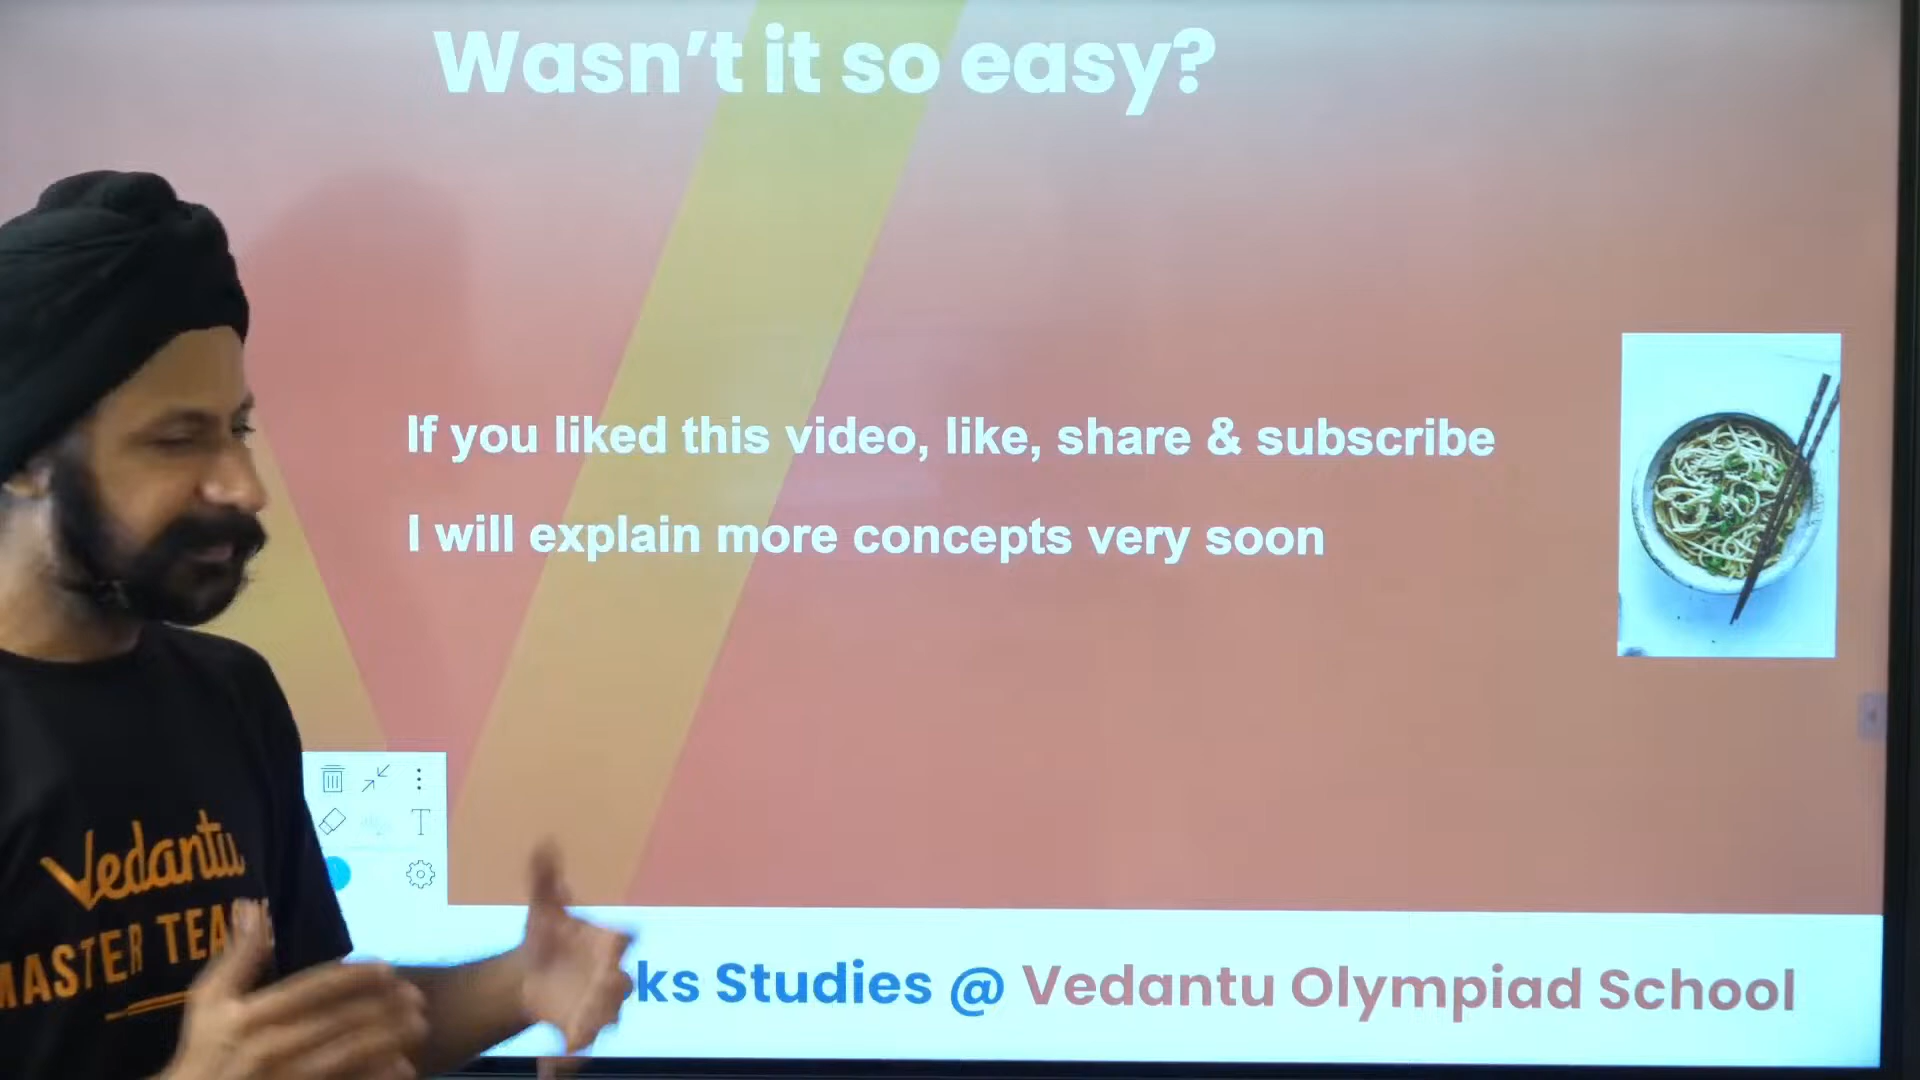 Wasn't it so easy?
If you liked this video, like, share & subscribe
I will explain more concepts very soon
T
Vedantu
MASTER
Studies @ Vedantu Olympiad School